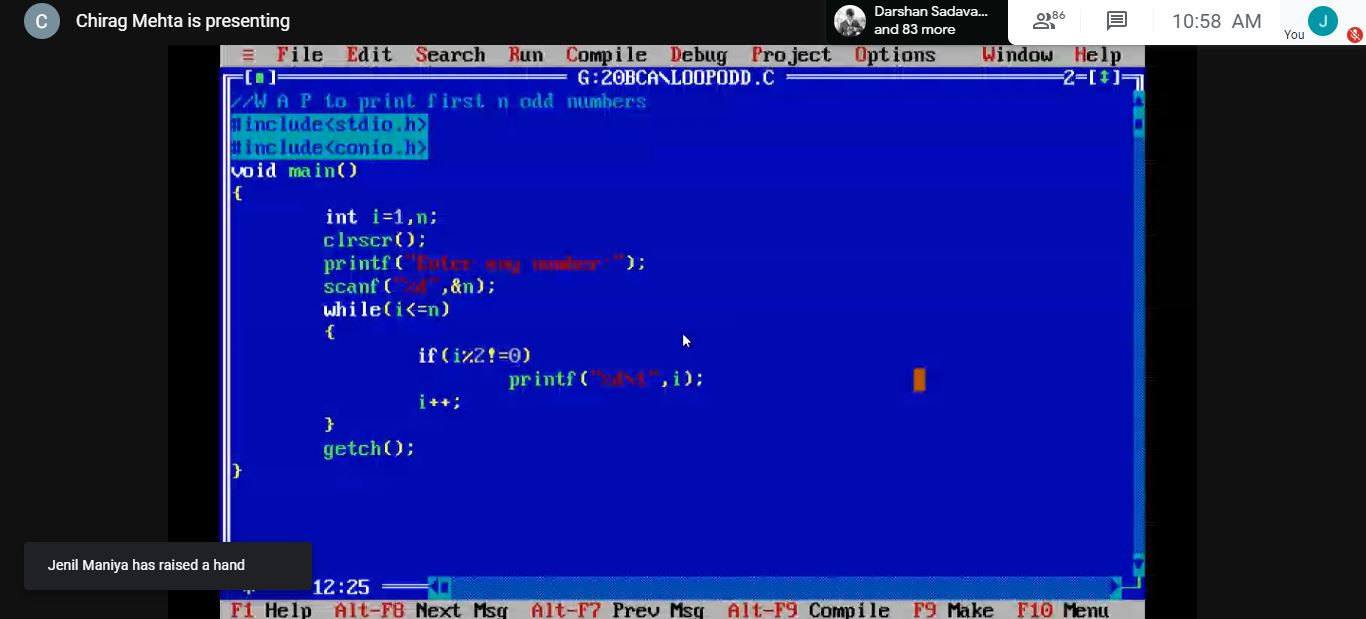 C Chirag Mehta is presenting
Darshan Sadava...
and 83 more
86
10:58 AM
You
J
≡ File Edit Search Run Compile Debug Project Options Window Help
[■] G:20BCA\LOOPODD.C 2=[↕]
//W A P to print first n odd numbers
#include<stdio.h>
#include<conio.h>
void main()
{
int i=1,n;
clrscr();
printf("Enter any number:");
scanf("%d",&n);
while(i<=n)
{
if(i%2!=0)
printf("%d\t",i);
i++;
}
getch();
}
Jenil Maniya has raised a hand
* 12:25
F1 Help Alt-F8 Next Msg Alt-F7 Prev Msg Alt-F9 Compile F9 Make F10 Menu